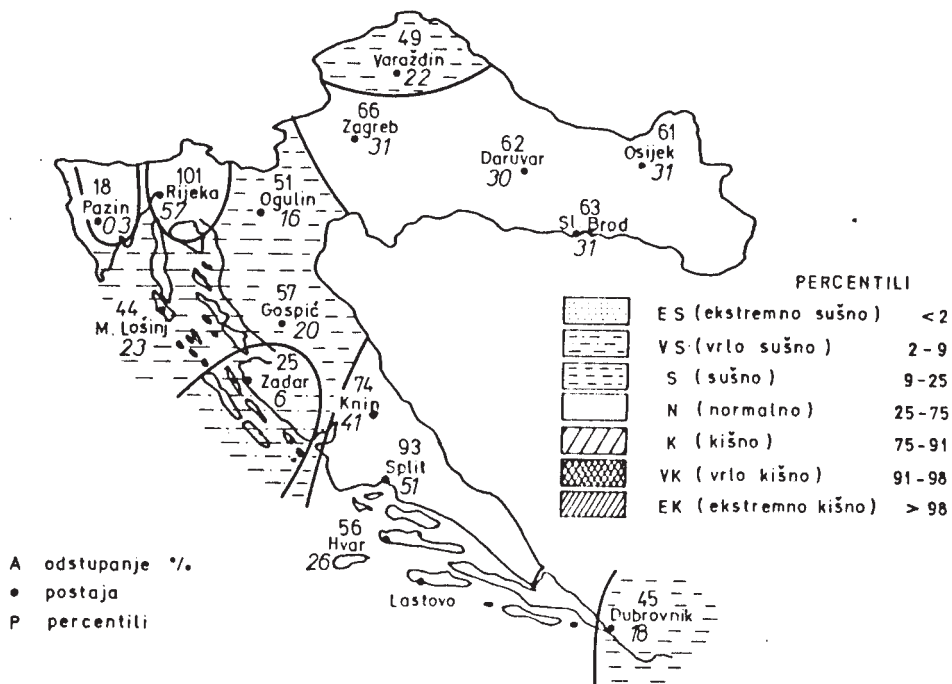 49
Varaždin
22
66
Zagreb
31
62
Daruvar
30
61
Osijek
31
63
Sl. Brod
31
18
Pazin
03
101
Rijeka
57
51
Ogulin
16
44
M. Lošinj
23
57
Gospić
20
25
Zadar
6
74
Knin
41
93
Split
51
56
Hvar
26
Lastovo
45
Dubrovnik
18
PERCENTILI
ES (ekstremno sušno) <2
VS (vrlo sušno) 2-9
S (sušno) 9-25
N (normalno) 25-75
K (kišno) 75-91
VK (vrlo kišno) 91-98
EK (ekstremno kišno) > 98
A odstupanje %
postaja
P percentili